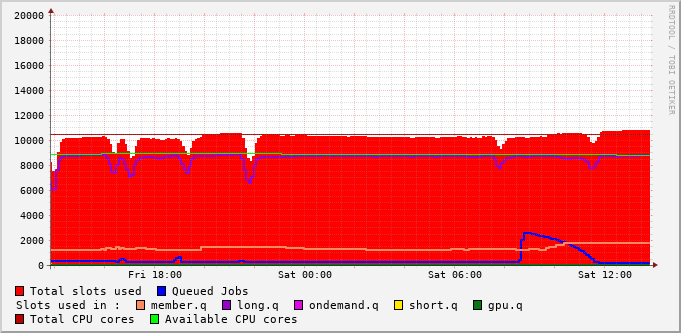 RRDTOOL / TOBI OETIKER
20000
18000
16000
14000
12000
10000
8000
6000
4000
2000
0
Fri 18:00 Sat 00:00 Sat 06:00 Sat 12:00
Total slots used Queued Jobs
Slots used in : member.q long.q ondemand.q short.q gpu.q
Total CPU cores Available CPU cores